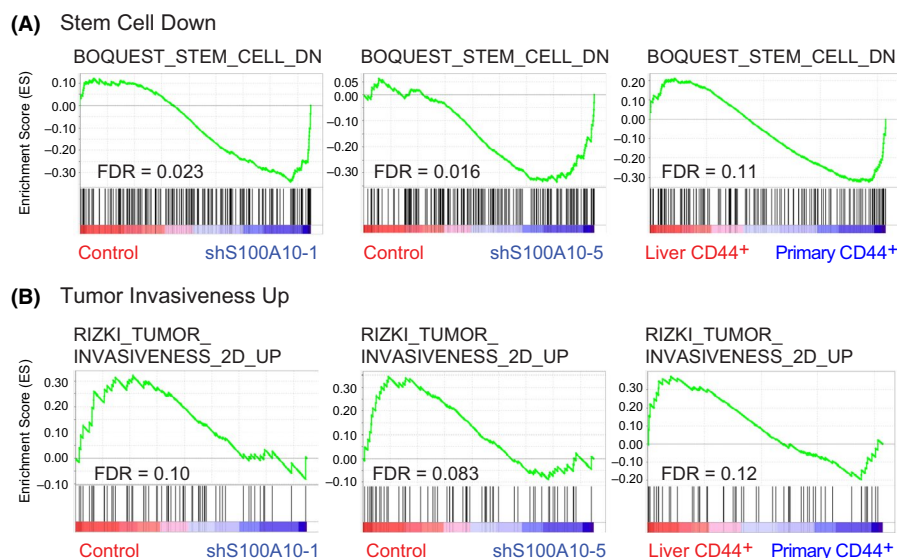 (A) Stem Cell Down
BOQUEST_STEM_CELL_DN
BOQUEST_STEM_CELL_DN
BOQUEST_STEM_CELL_DN
Enrichment Score (ES)
0.10
0.00
–0.10
–0.20
–0.30
FDR = 0.023
Control
shS100A10-1
0.05
0.00
–0.10
–0.20
–0.30
FDR = 0.016
Control
shS100A10-5
0.20
0.10
0.00
–0.10
–0.20
–0.30
FDR = 0.11
Liver CD44+
Primary CD44+
(B) Tumor Invasiveness Up
RIZKI_TUMOR_
INVASIVENESS_2D_UP
RIZKI_TUMOR_
INVASIVENESS_2D_UP
RIZKI_TUMOR_
INVASIVENESS_2D_UP
Enrichment Score (ES)
0.30
0.20
0.10
0.00
–0.10
FDR = 0.10
Control
shS100A10-1
0.30
0.20
0.10
0.00
–0.10
FDR = 0.083
Control
shS100A10-5
0.30
0.20
0.10
0.00
–0.10
–0.20
FDR = 0.12
Liver CD44+
Primary CD44+